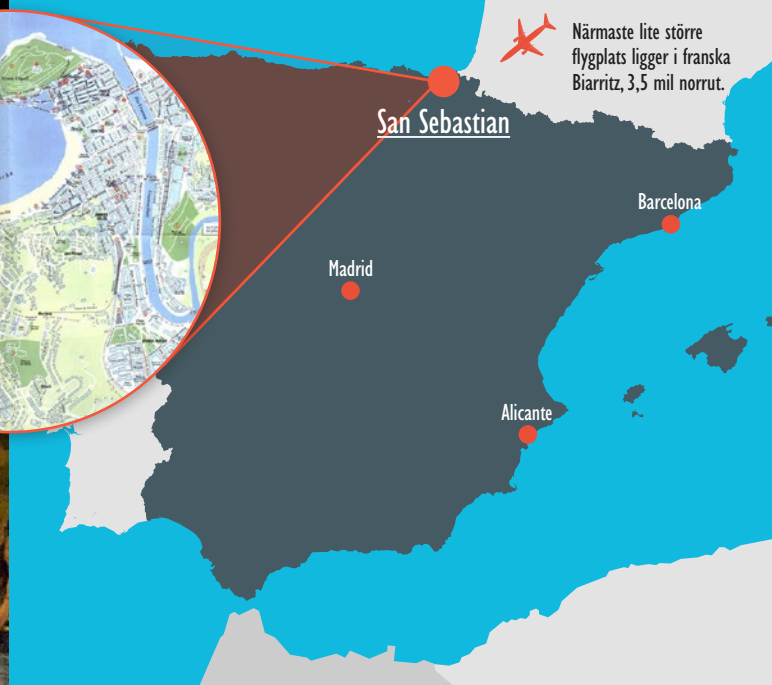 Närmaste lite större
flygplats ligger i franska
Biarritz, 3,5 mil norrut.
San Sebastian
Barcelona
Madrid
Alicante